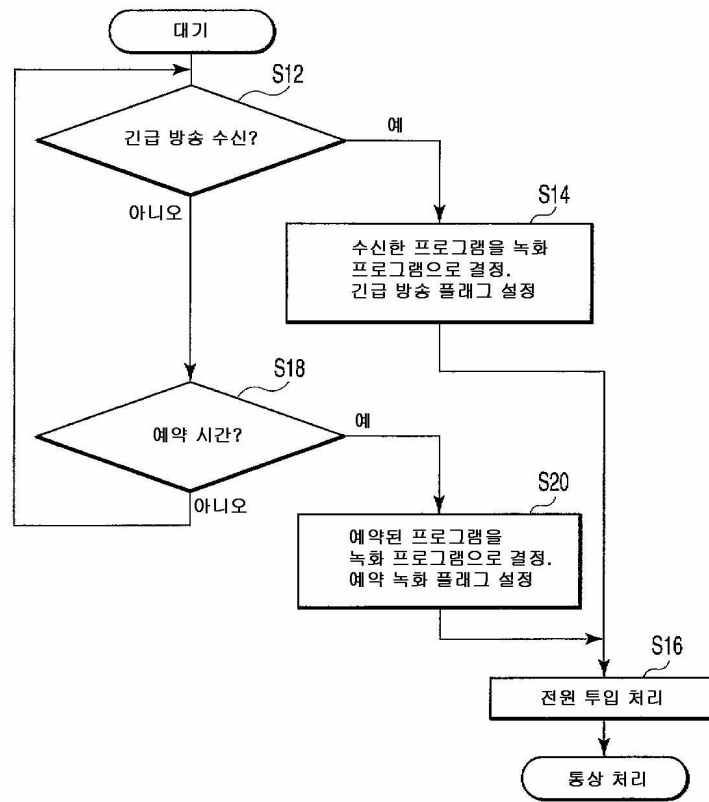 대기
S12
긴급 방송 수신?
예
아니오
S14
수신한 프로그램을 녹화
프로그램으로 결정.
긴급 방송 플래그 설정
S18
예약 시간?
예
아니오
S20
예약된 프로그램을
녹화 프로그램으로 결정.
예약 녹화 플래그 설정
S16
전원 투입 처리
통상 처리